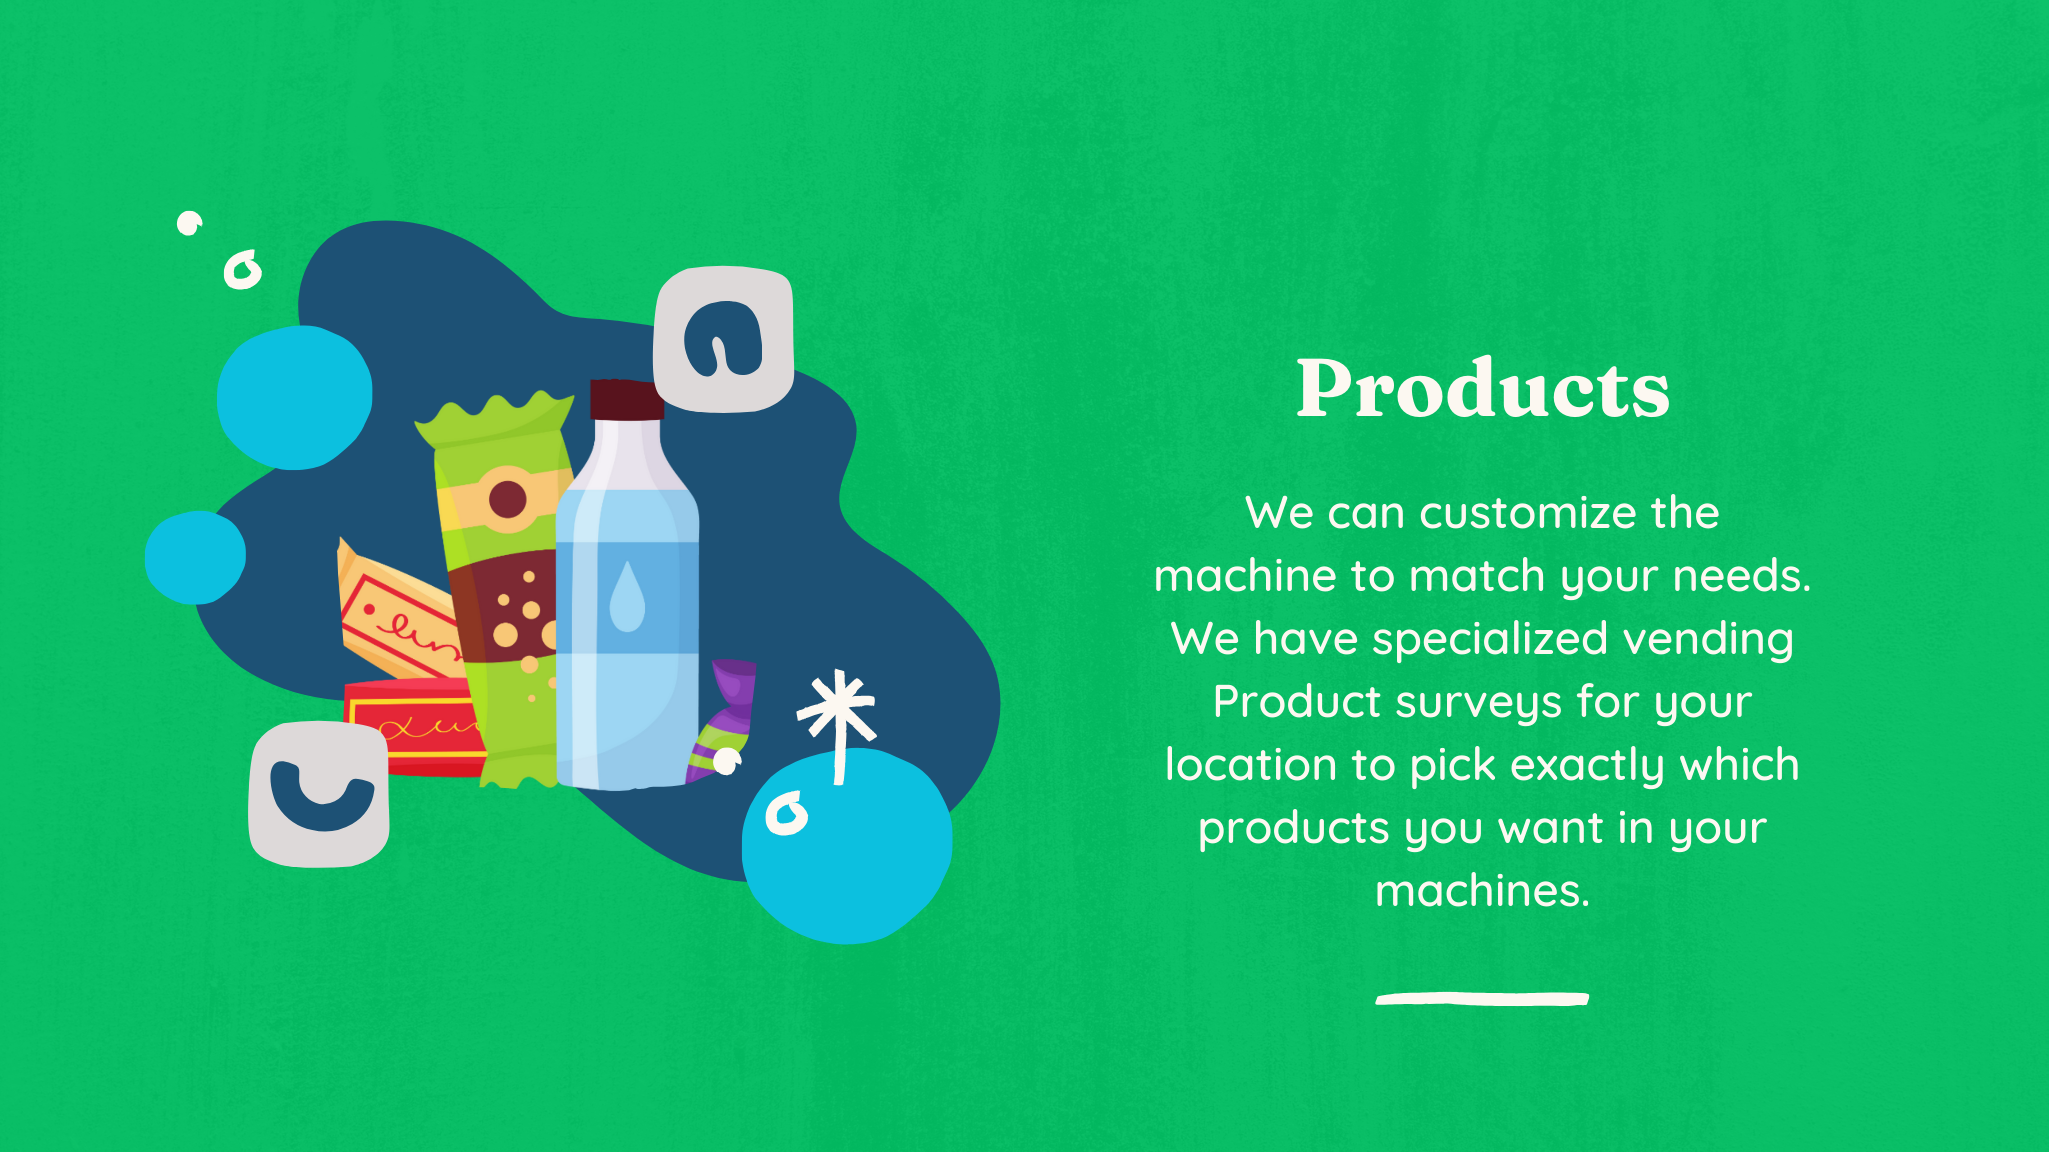 Products
We can customize the
machine to match your needs.
We have specialized vending
Product surveys for your
location to pick exactly which
products you want in your
machines.